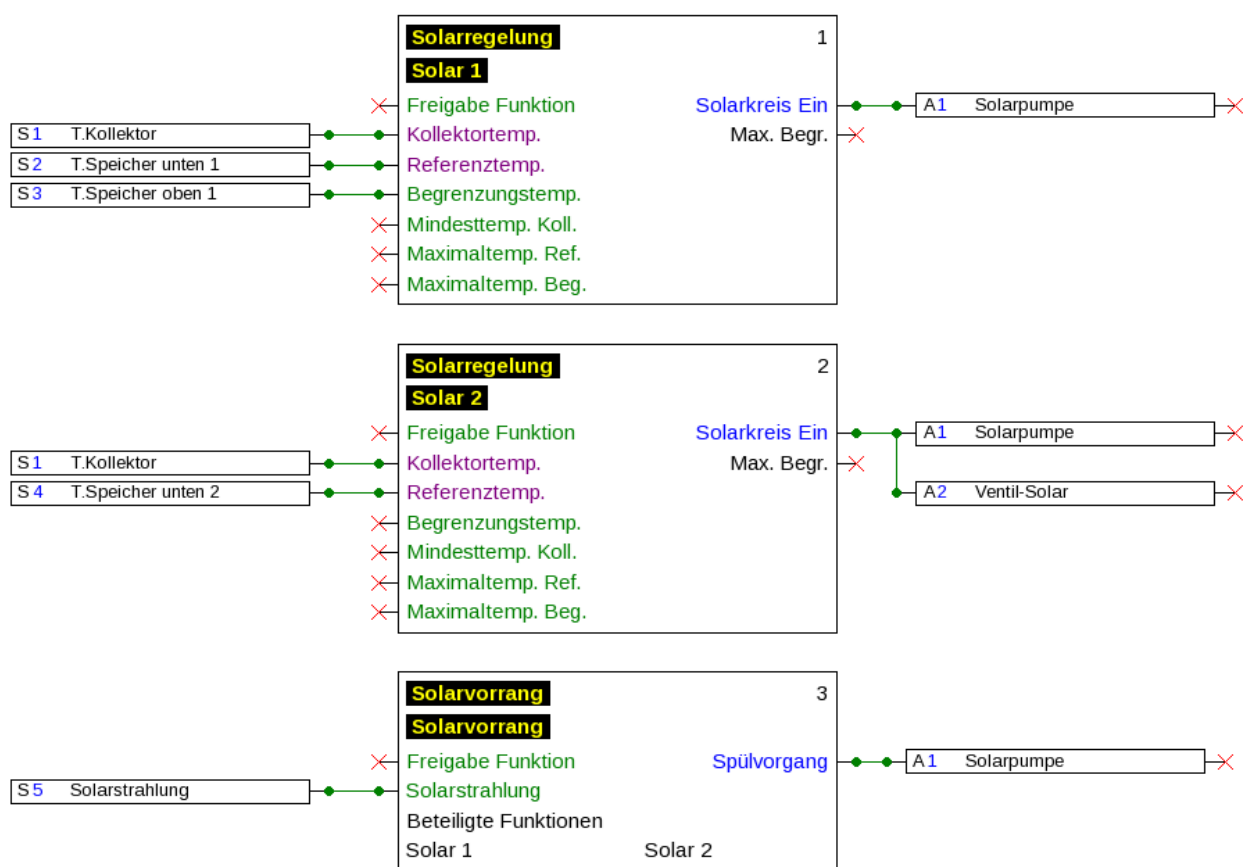 Solarregelung 1
Solar 1
Freigabe Funktion Solarkreis Ein A1 Solarpumpe
S1 T.Kollektor Kollektortemp. Max. Begr.
S2 T.Speicher unten 1 Referenztemp.
S3 T.Speicher oben 1 Begrenzungstemp.
Mindesttemp. Koll.
Maximaltemp. Ref.
Maximaltemp. Beg.
Solarregelung 2
Solar 2
Freigabe Funktion Solarkreis Ein A1 Solarpumpe
S1 T.Kollektor Kollektortemp. Max. Begr.
S4 T.Speicher unten 2 Referenztemp. A2 Ventil-Solar
Begrenzungstemp.
Mindesttemp. Koll.
Maximaltemp. Ref.
Maximaltemp. Beg.
Solarvorrang 3
Solarvorrang
Freigabe Funktion Spülvorgang A1 Solarpumpe
S5 Solarstrahlung Solarstrahlung
Beteiligte Funktionen
Solar 1 Solar 2